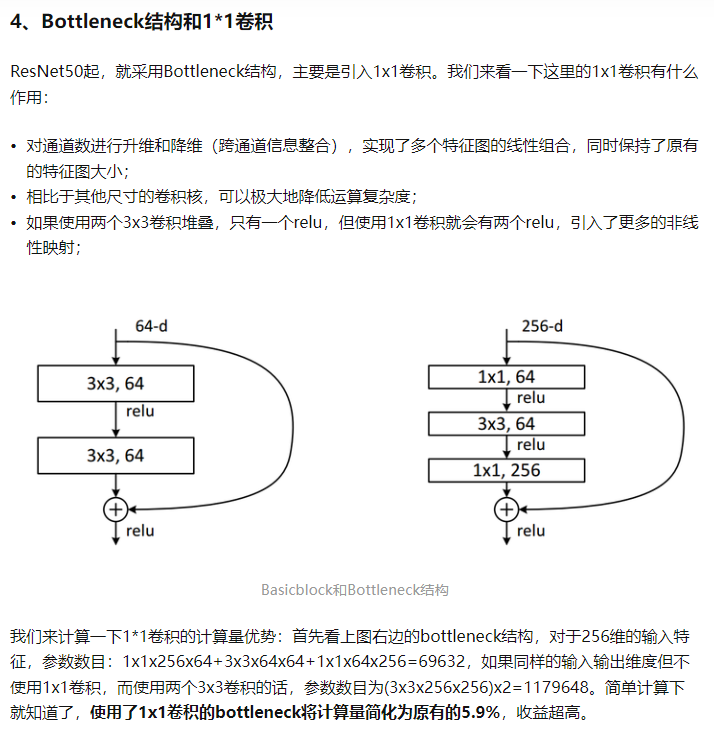 4、Bottleneck结构和1*1卷积
ResNet50起，就采用Bottleneck结构，主要是引入1x1卷积。我们来看一下这里的1x1卷积有什么
作用：
• 对通道数进行升维和降维（跨通道信息整合），实现了多个特征图的线性组合，同时保持了原有
的特征图大小；
• 相比于其他尺寸的卷积核，可以极大地降低运算复杂度；
• 如果使用两个3x3卷积堆叠，只有一个relu，但使用1x1卷积就会有两个relu，引入了更多的非线
性映射；
64-d
3x3, 64
relu
3x3, 64
relu
256-d
1x1, 64
relu
3x3, 64
relu
1x1, 256
relu
Basicblock和Bottleneck结构
我们来计算一下1*1卷积的计算量优势：首先看上图右边的bottleneck结构，对于256维的输入特
征，参数数目：1x1x256x64+3x3x64x64+1x1x64x256=69632，如果同样的输入输出维度但不
使用1x1卷积，而使用两个3x3卷积的话，参数数目为(3x3x256x256)x2=1179648。简单计算下
就知道了，使用了1x1卷积的bottleneck将计算量简化为原有的5.9%，收益超高。